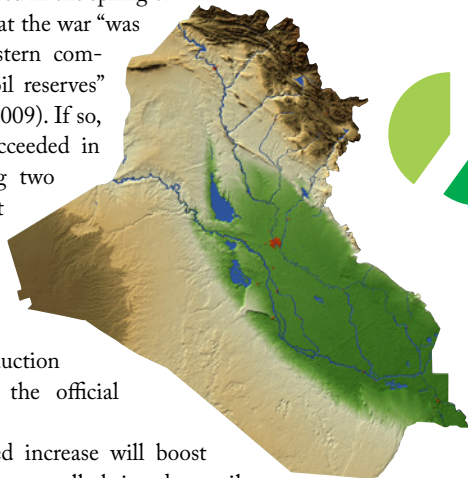 at the war “was
stern com-
oil reserves”
009). If so,
cceeded in
g two
t
uction
the official
ed increase will boost